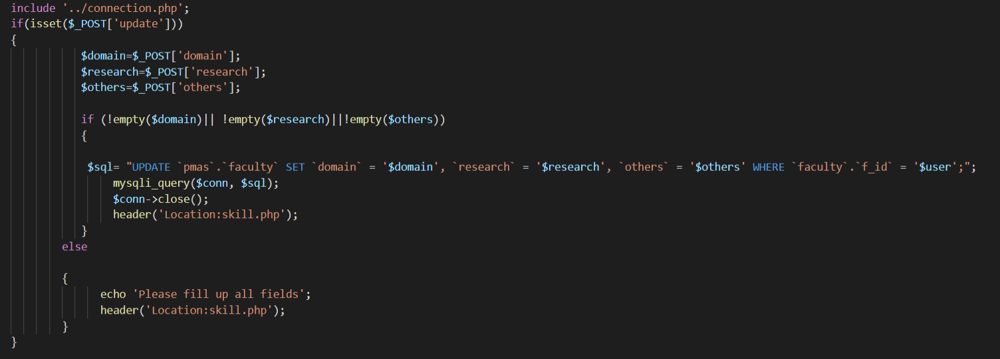 include '../connection.php';
if(isset($_POST['update']))
{
$domain=$_POST['domain'];
$research=$_POST['research'];
$others=$_POST['others'];
if (!empty($domain)|| !empty($research)||!empty($others))
{
$sql= "UPDATE `pmas`.`faculty` SET `domain` = '$domain', `research` = '$research', `others` = '$others' WHERE `faculty`.`f_id` = '$user';";
mysqli_query($conn, $sql);
$conn->close();
header('Location:skill.php');
}
else
{
echo 'Please fill up all fields';
header('Location:skill.php');
}
}